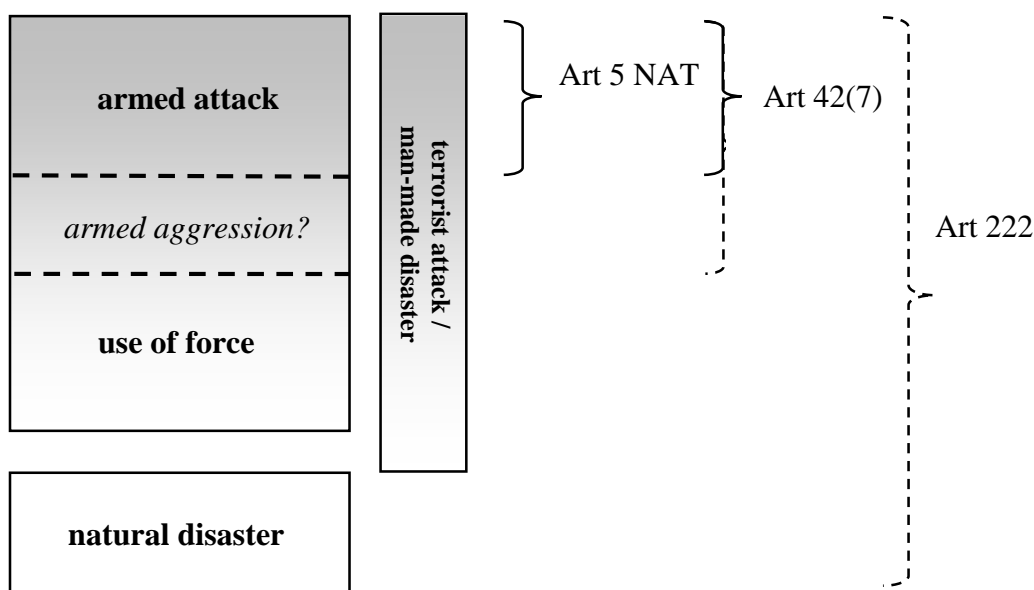 armed attack
armed aggression?
use of force
natural disaster
terrorist attack /
man-made disaster
Art 5 NAT
Art 42(7)
Art 222